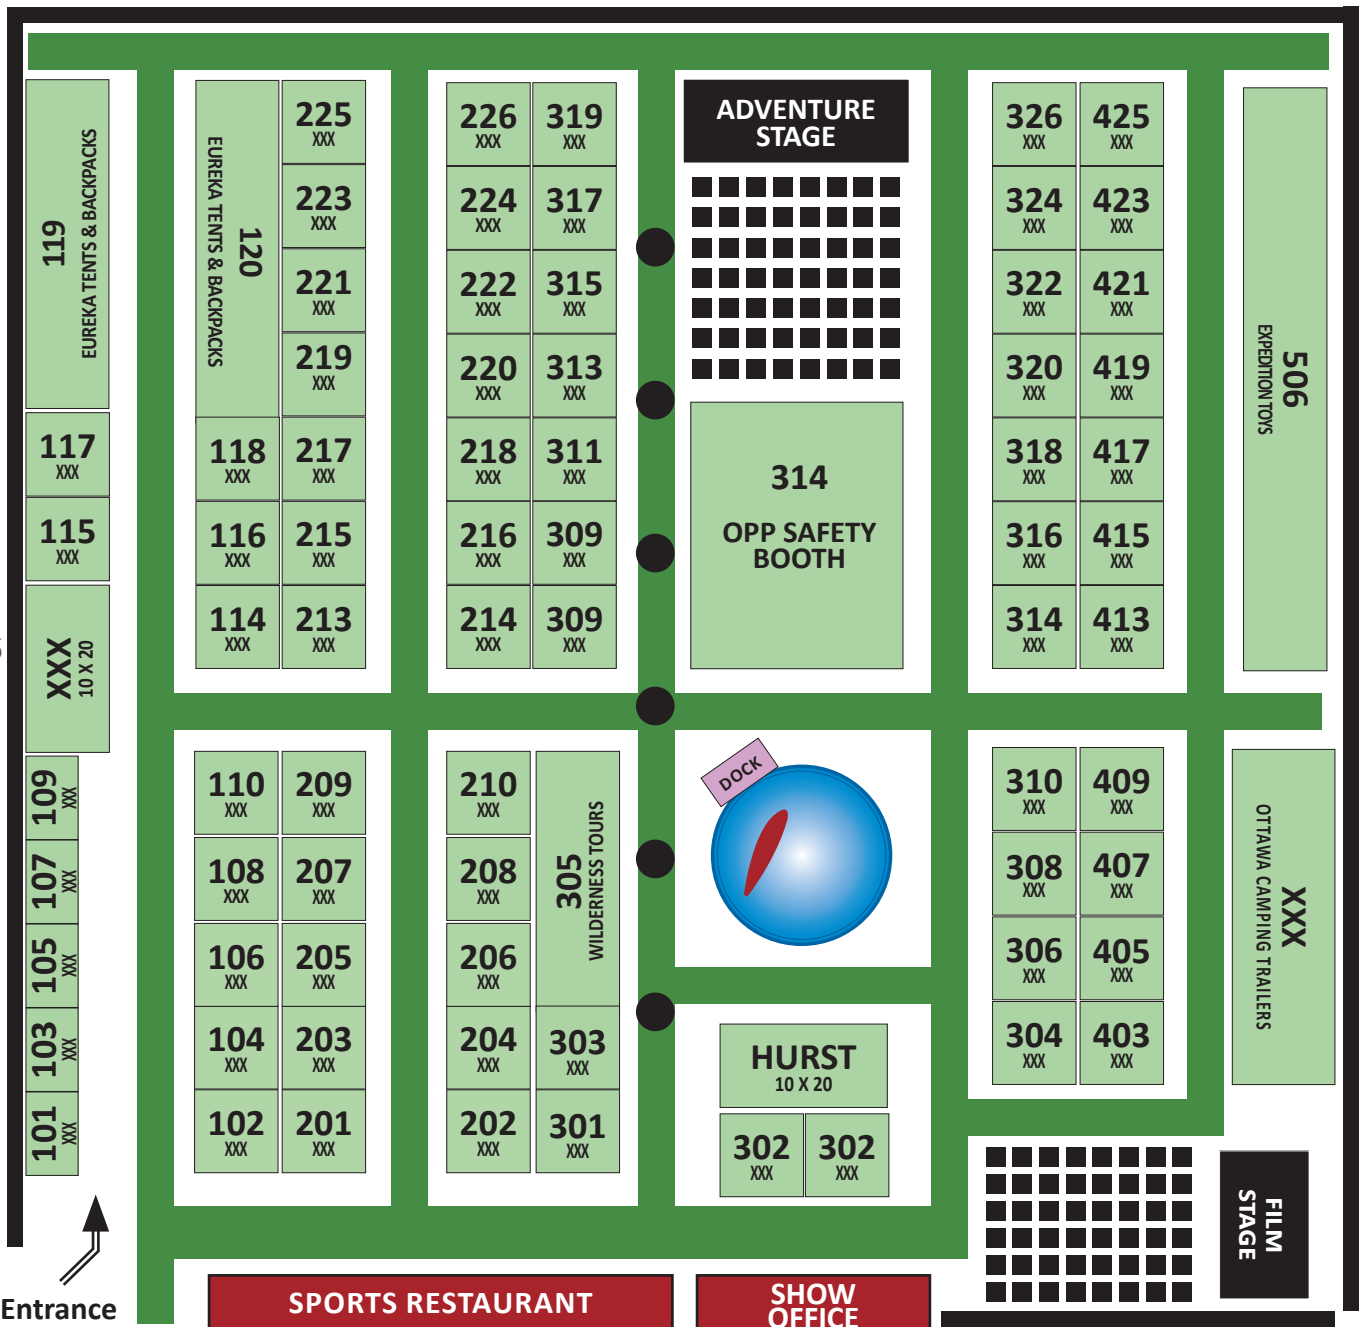 119
EUREKA TENTS & BACKPACKS
117
XXX
115
XXX
XXX
10 X 20
109
XXX
107
XXX
105
XXX
103
XXX
101
XXX
Entrance
EUREKA TENTS & BACKPACKS
120
225
XXX
223
XXX
221
XXX
219
XXX
118
XXX
217
XXX
116
XXX
215
XXX
114
XXX
213
XXX
110
XXX
209
XXX
108
XXX
207
XXX
106
XXX
205
XXX
104
XXX
203
XXX
102
XXX
201
XXX
226
XXX
319
XXX
224
XXX
317
XXX
222
XXX
315
XXX
220
XXX
313
XXX
218
XXX
311
XXX
216
XXX
309
XXX
214
XXX
309
XXX
210
XXX
208
XXX
206
XXX
305
WILDERNESS TOURS
204
XXX
303
XXX
202
XXX
301
XXX
ADVENTURE
STAGE
314
OPP SAFETY
BOOTH
DOCK
HURST
10 X 20
302
XXX
302
XXX
326
XXX
425
XXX
324
XXX
423
XXX
322
XXX
421
XXX
320
XXX
419
XXX
318
XXX
417
XXX
316
XXX
415
XXX
314
XXX
413
XXX
310
XXX
409
XXX
308
XXX
407
XXX
306
XXX
405
XXX
304
XXX
403
XXX
506
EXPEDITION TOYS
XXX
OTTAWA CAMPING TRAILERS
FILM
STAGE
SPORTS RESTAURANT
SHOW
OFFICE